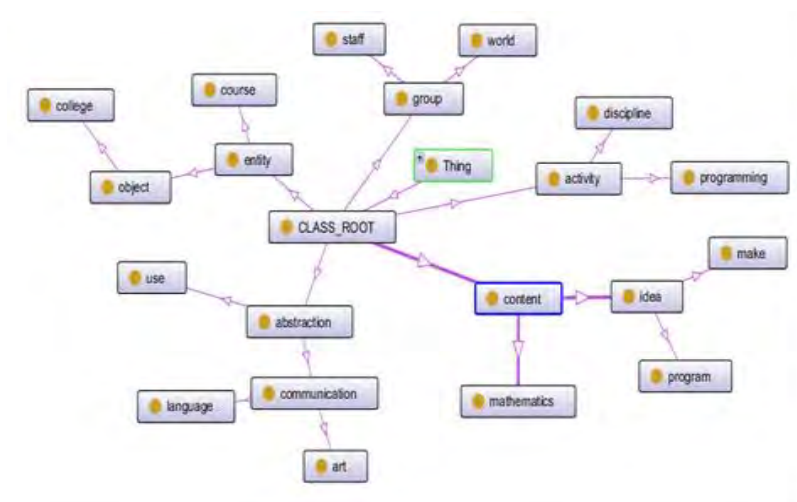 staff
world
course
college
group
discipline
entity
Thing
object
activity
programming
CLASS_ROOT
make
use
content
idea
abstraction
program
communication
mathematics
language
art